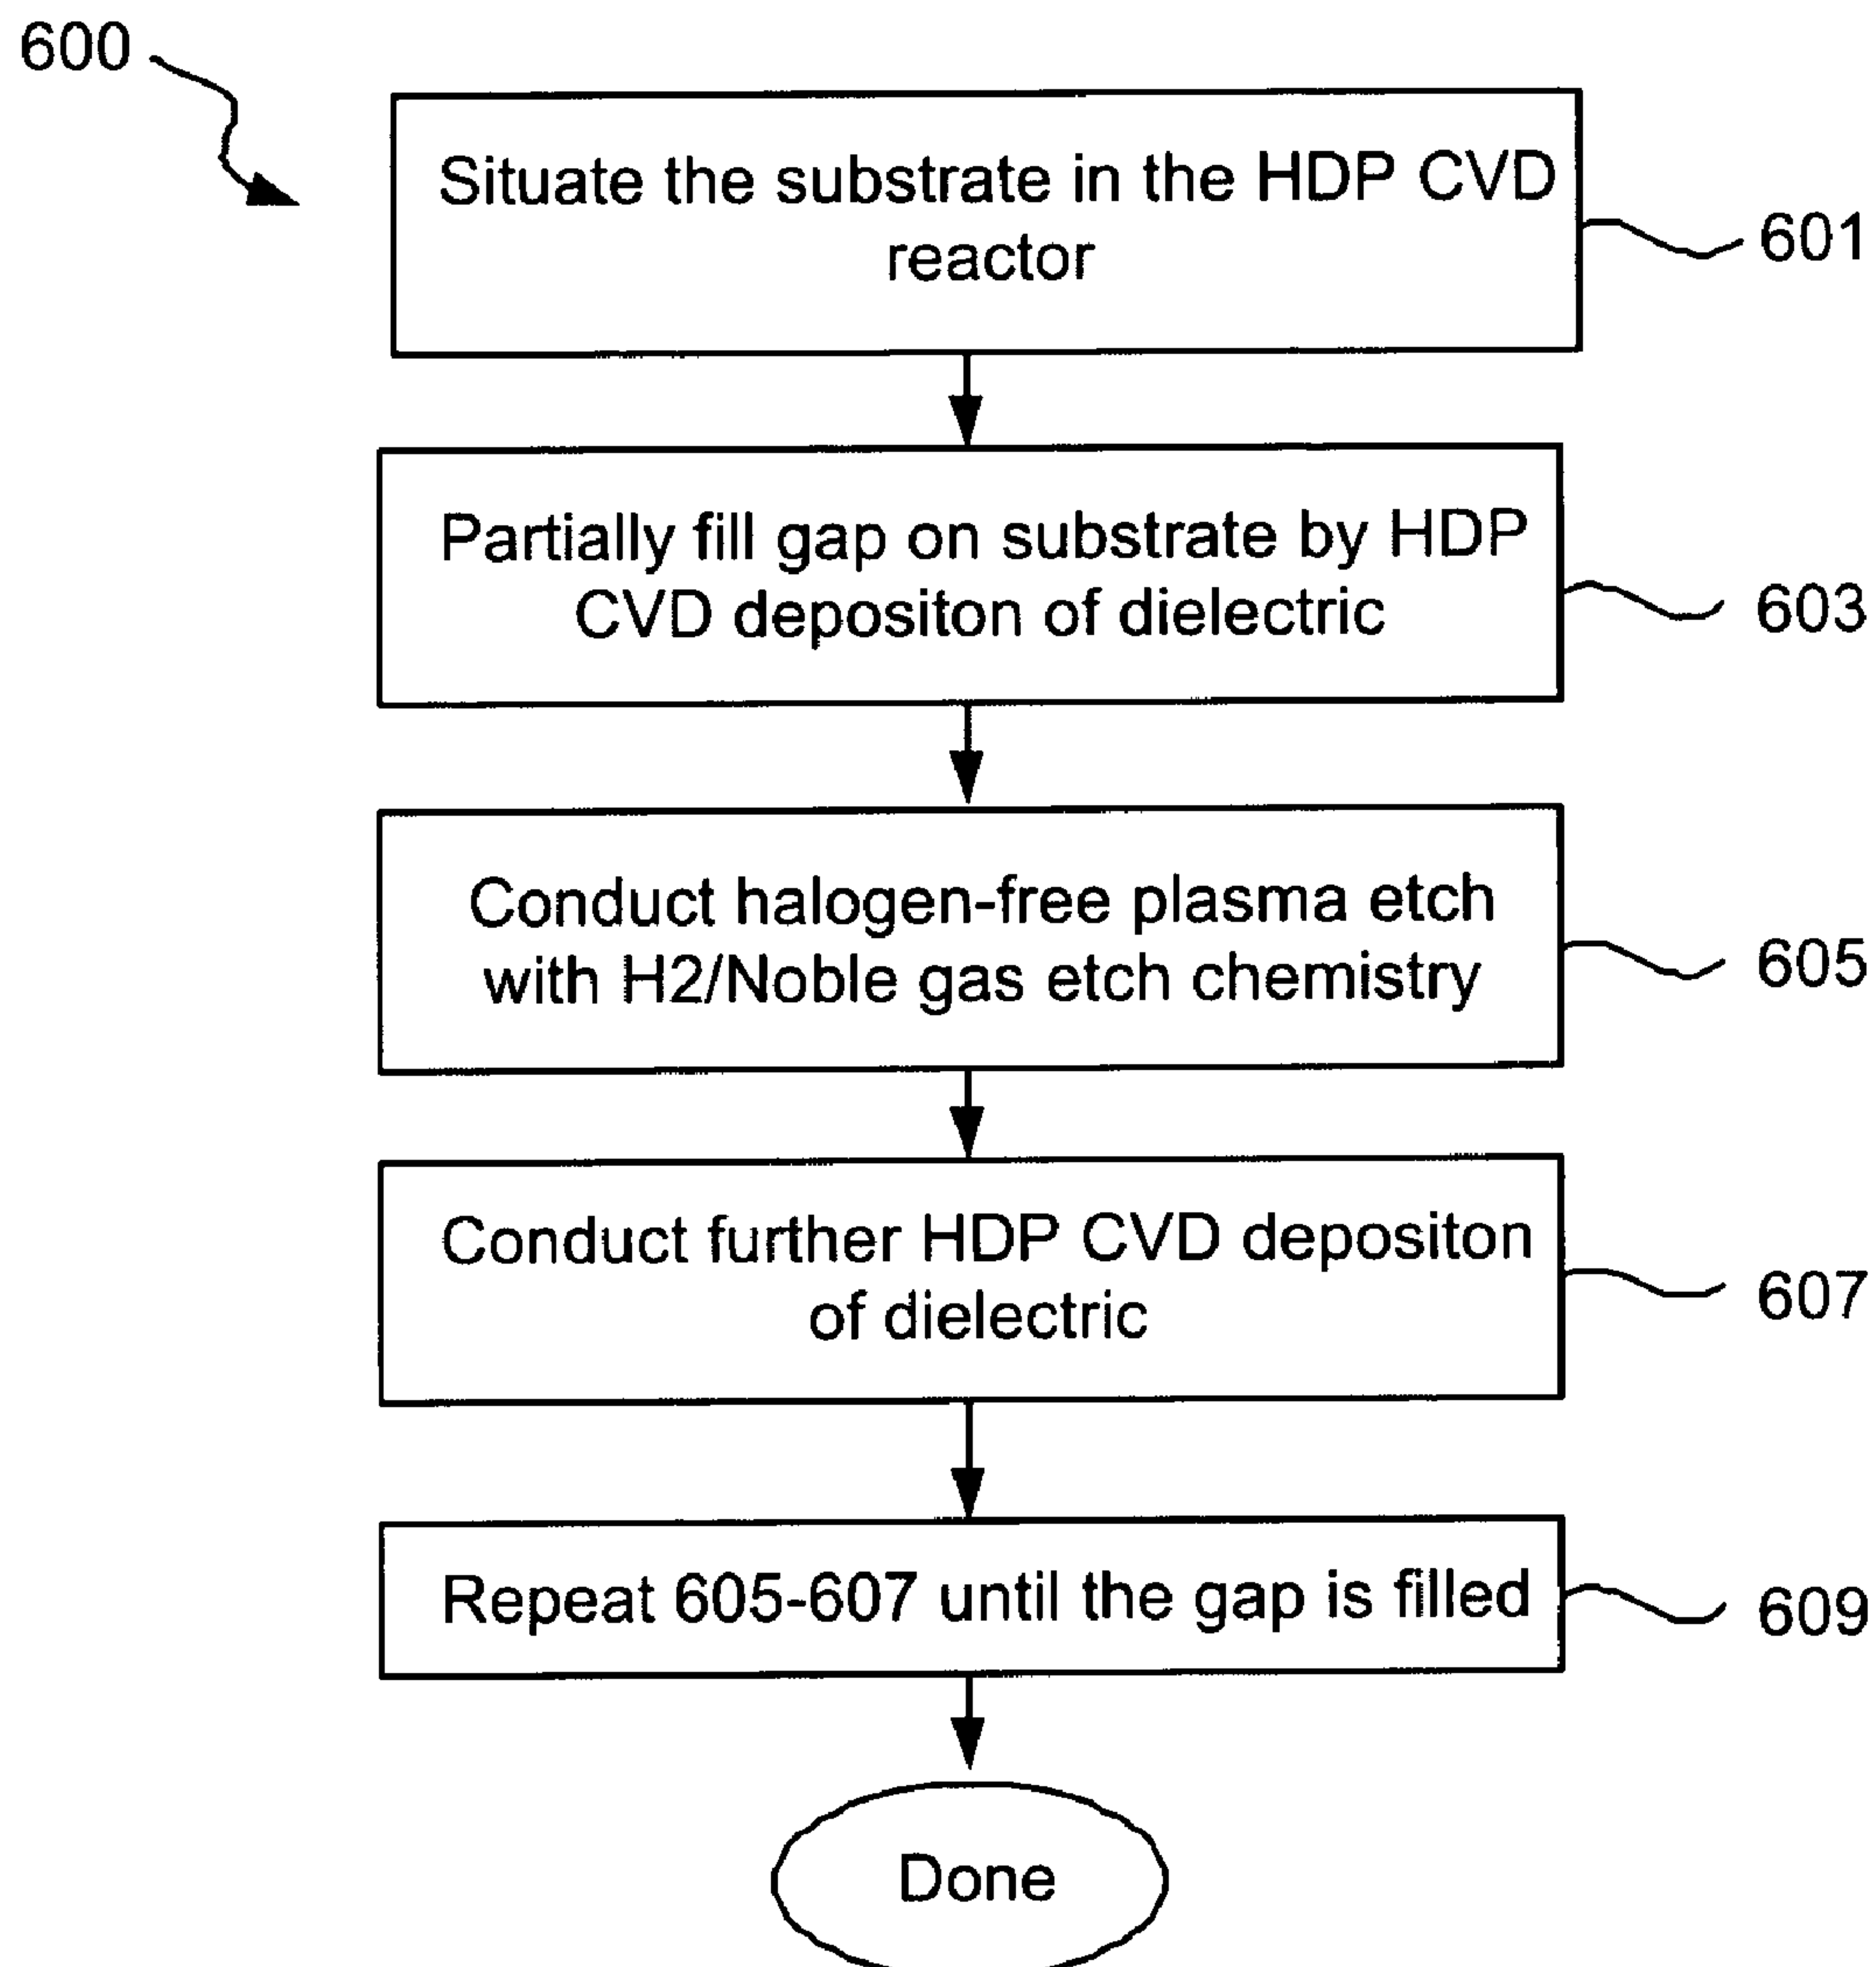 600
Situate the substrate in the HDP CVD
reactor
601
Partially fill gap on substrate by HDP
CVD depositon of dielectric
603
Conduct halogen-free plasma etch
with H2/Noble gas etch chemistry
605
Conduct further HDP CVD depositon
of dielectric
607
Repeat 605-607 until the gap is filled
609
Done